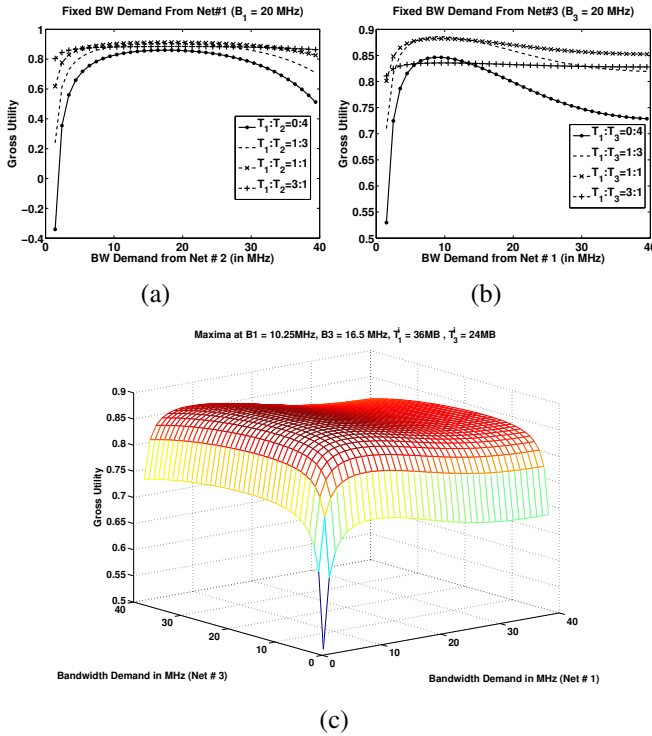 Fixed BW Demand From Net#1 (B₁ = 20 MHz)
1
0.8
0.6
0.4
0.2
0
−0.2
−0.4
Gross Utility
T₁:T₂=0:4
T₁:T₂=1:3
T₁:T₂=1:1
T₁:T₂=3:1
0 10 20 30 40
BW Demand from Net # 2 (in MHz)
(a)
Fixed BW Demand From Net#3 (B₃ = 20 MHz)
0.9
0.85
0.8
0.75
0.7
0.65
0.6
0.55
0.5
Gross Utility
T₁:T₃=0:4
T₁:T₃=1:3
T₁:T₃=1:1
T₁:T₃=3:1
0 10 20 30 40
BW Demand from Net # 1 (in MHz)
(b)
Maxima at B1 = 10.25MHz, B3 = 16.5 MHz, T₁ⁱ = 36MB , T₃ⁱ = 24MB
0.9
0.85
0.8
0.75
0.7
0.65
0.6
0.55
0.5
Gross Utility
40
30
20
10
0
0
10
20
30
40
Bandwidth Demand in MHz (Net # 3)
Bandwidth Demand in MHz (Net # 1)
(c)